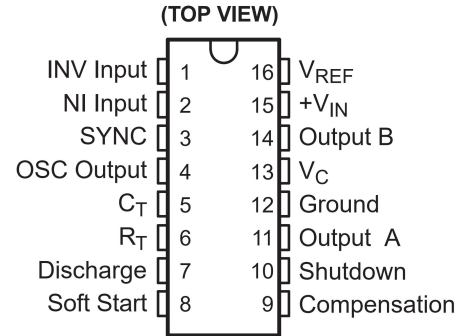 (TOP VIEW)
INV Input 1 16 VREF
NI Input 2 15 +VIN
SYNC 3 14 Output B
OSC Output 4 13 VC
CT 5 12 Ground
RT 6 11 Output A
Discharge 7 10 Shutdown
Soft Start 8 9 Compensation